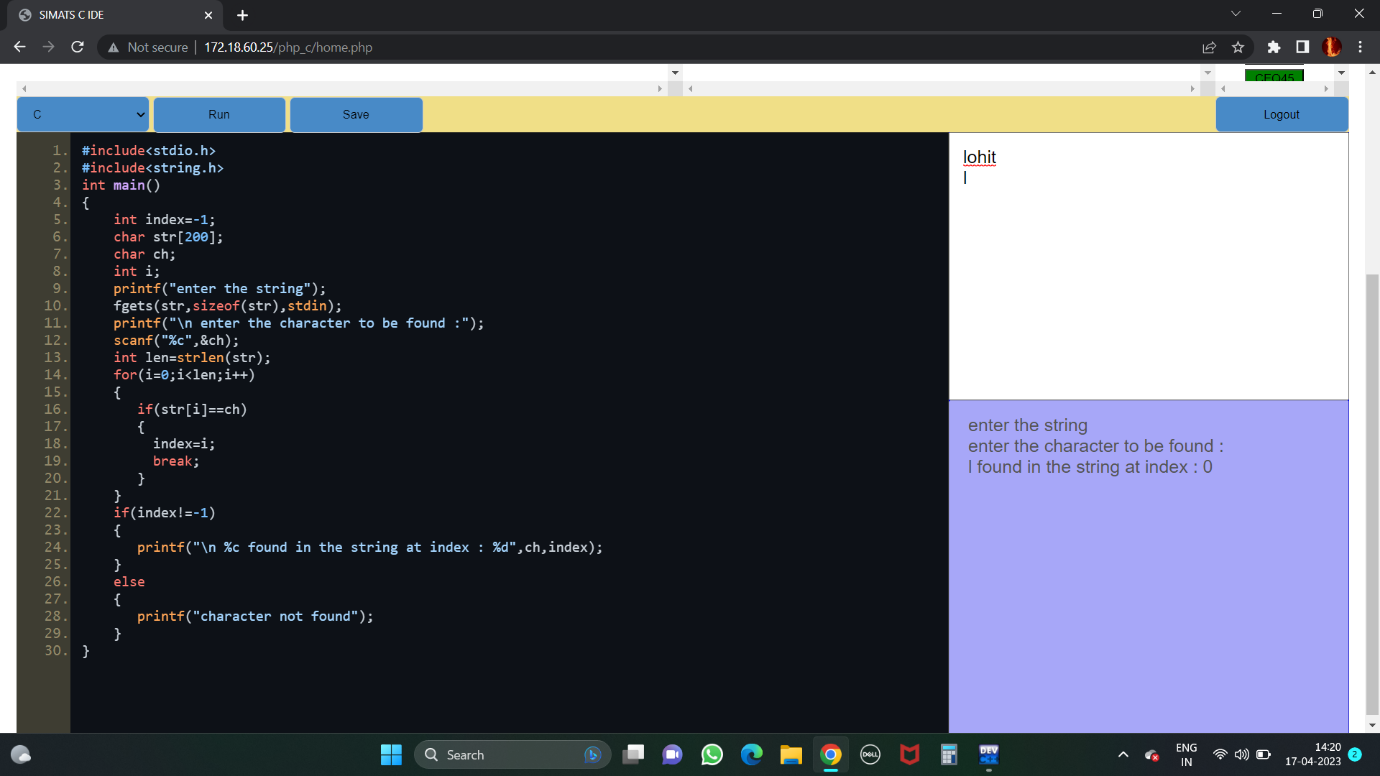 SIMATS C IDE
Not secure
172.18.60.25/php_c/home.php
CEO45
C
Run
Save
Logout
1. #include<stdio.h>
2. #include<string.h>
3. int main()
4. {
5. int index=-1;
6. char str[200];
7. char ch;
8. int i;
9. printf("enter the string");
10. fgets(str,sizeof(str),stdin);
11. printf("\n enter the character to be found :");
12. scanf("%c",&ch);
13. int len=strlen(str);
14. for(i=0;i<len;i++)
15. {
16. if(str[i]==ch)
17. {
18. index=i;
19. break;
20. }
21. }
22. if(index!=-1)
23. {
24. printf("\n %c found in the string at index : %d",ch,index);
25. }
26. else
27. {
28. printf("character not found");
29. }
30. }
lohit
l
enter the string
enter the character to be found :
l found in the string at index : 0
Search
DELL
DEV
ENG
IN
14:20
17-04-2023
2